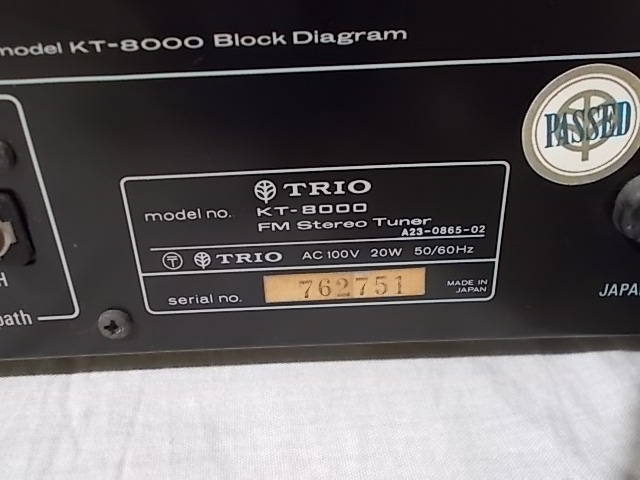 model KT-8000 Block Diagram
PASSED
TRIO
model no. KT-8000
FM Stereo Tuner
A23-0865-02
TRIO AC 100V 20W 50/60Hz
serial no. 762751
MADE IN
JAPAN
H
path
JAPA